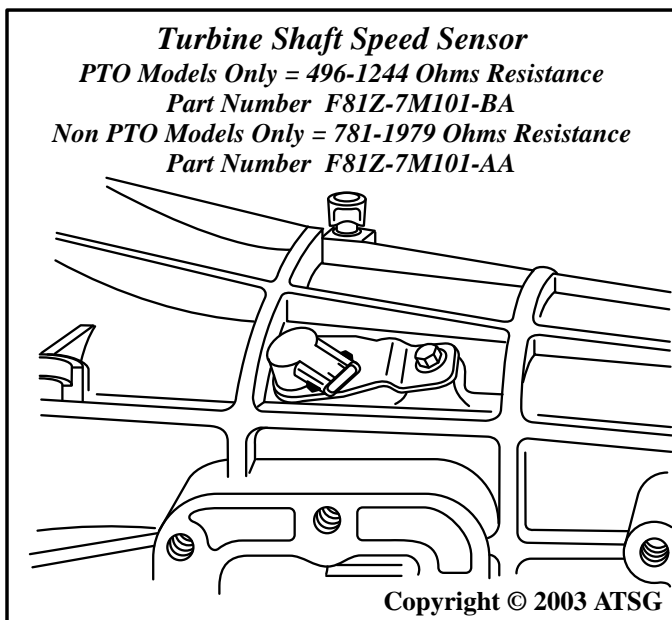 Turbine Shaft Speed Sensor
PTO Models Only = 496-1244 Ohms Resistance
Part Number F81Z-7M101-BA
Non PTO Models Only = 781-1979 Ohms Resistance
Part Number F81Z-7M101-AA
Copyright © 2003 ATSG